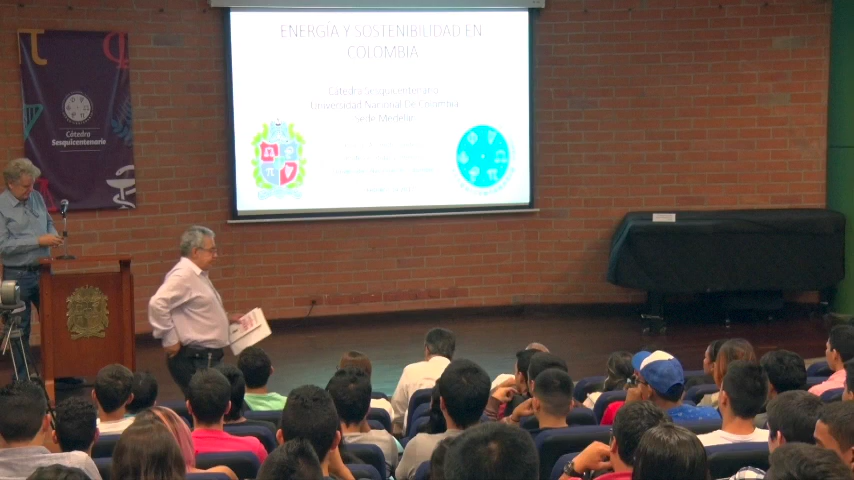 ENERGÍA Y SOSTENIBILIDAD EN
COLOMBIA
Cátedra Sesquicentenario
Universidad Nacional De Colombia
Sede Medellín
π
Cátedra
Sesquicentenario